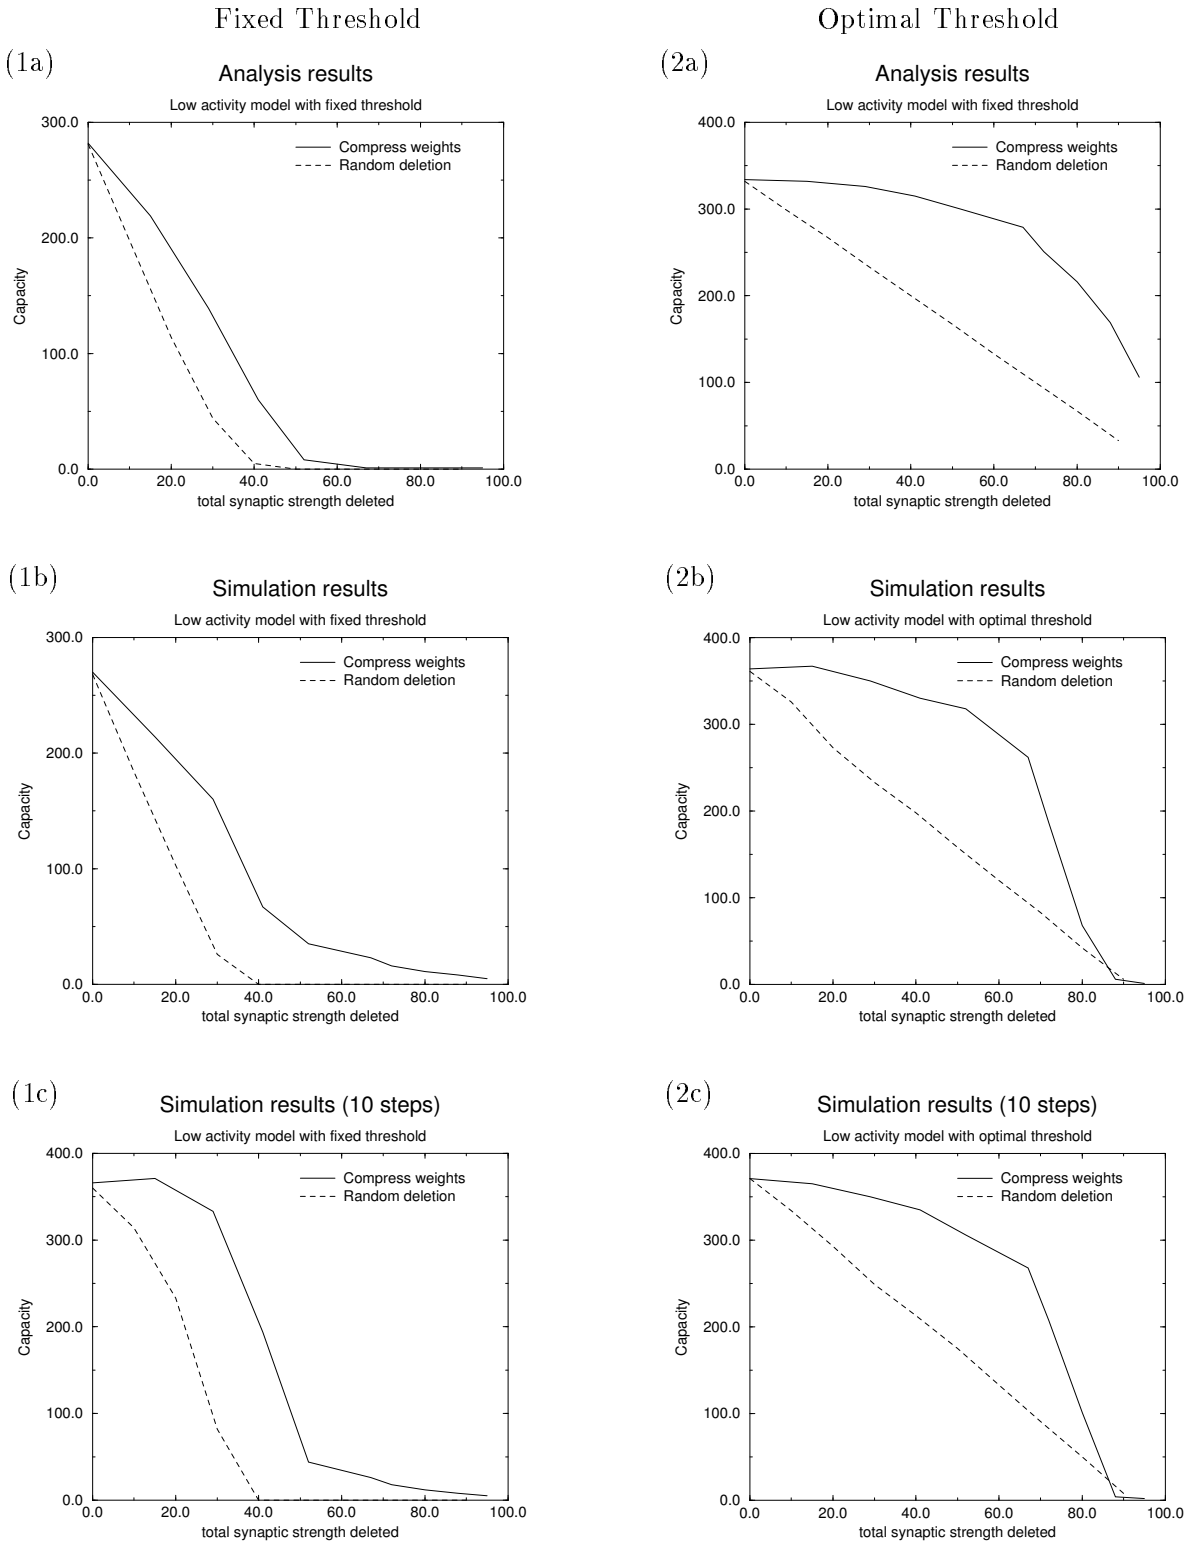 Fixed Threshold
Optimal Threshold
(1a)
Analysis results
Low activity model with fixed threshold
300.0
200.0
100.0
0.0
Capacity
Compress weights
Random deletion
0.0 20.0 40.0 60.0 80.0 100.0
total synaptic strength deleted
(2a)
Analysis results
Low activity model with fixed threshold
400.0
300.0
200.0
100.0
0.0
Capacity
Compress weights
Random deletion
0.0 20.0 40.0 60.0 80.0 100.0
total synaptic strength deleted
(1b)
Simulation results
Low activity model with fixed threshold
300.0
200.0
100.0
0.0
Capacity
Compress weights
Random deletion
0.0 20.0 40.0 60.0 80.0 100.0
total synaptic strength deleted
(2b)
Simulation results
Low activity model with optimal threshold
400.0
300.0
200.0
100.0
0.0
Capacity
Compress weights
Random deletion
0.0 20.0 40.0 60.0 80.0 100.0
total synaptic strength deleted
(1c)
Simulation results (10 steps)
Low activity model with fixed threshold
400.0
300.0
200.0
100.0
0.0
Capacity
Compress weights
Random deletion
0.0 20.0 40.0 60.0 80.0 100.0
total synaptic strength deleted
(2c)
Simulation results (10 steps)
Low activity model with optimal threshold
400.0
300.0
200.0
100.0
0.0
Capacity
Compress weights
Random deletion
0.0 20.0 40.0 60.0 80.0 100.0
total synaptic strength deleted